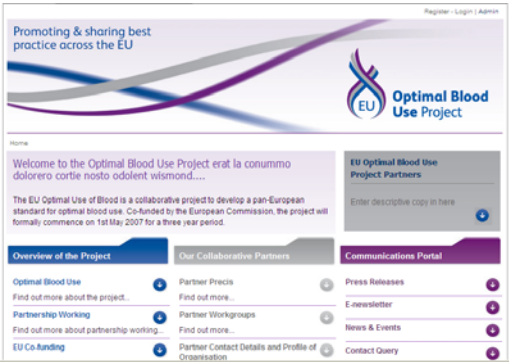 Register - Login | Admin
Promoting & sharing best
practice across the EU
EU
Optimal Blood
Use Project
Home
Welcome to the Optimal Blood Use Project erat la conummo
dolorero cortie nosto odolent wismond....
The EU Optimal Use of Blood is a collaborative project to develop a pan-European
standard for optimal blood use. Co-funded by the European Commission, the project will
formally commence on 1st May 2007 for a three year period.
EU Optimal Blood Use
Project Partners
Enter descriptive copy in here
Overview of the Project
Optimal Blood Use
Find out more about the project...
Partnership Working
Find out more about partnership working...
EU Co-funding
Our Collaborative Partners
Partner Precis
Find out more...
Partner Workgroups
Find out more...
Partner Contact Details and Profile of
Organisation
Communications Portal
Press Releases
E-newsletter
News & Events
Contact Query